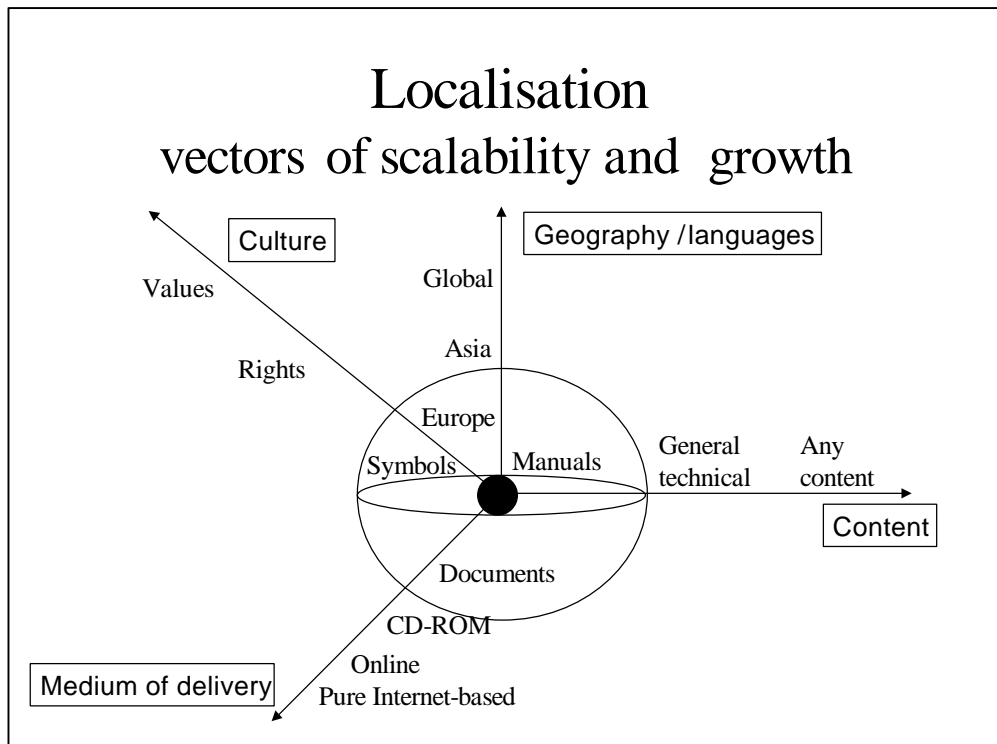 Localisation
vectors of scalability and growth
Culture
Geography / languages
Values
Global
Rights
Asia
Europe
Symbols
Manuals
General
technical
Any
content
Content
Documents
CD-ROM
Online
Pure Internet-based
Medium of delivery